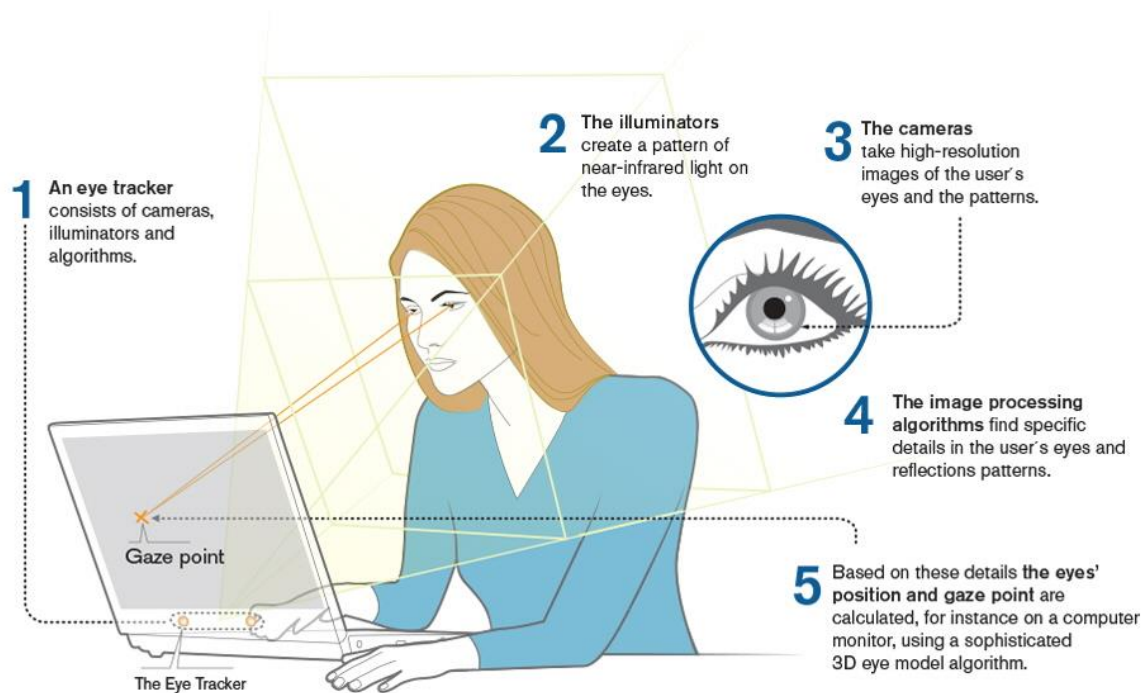 1
An eye tracker
consists of cameras,
illuminators and
algorithms.
2
The illuminators
create a pattern of
near-infrared light on
the eyes.
3
The cameras
take high-resolution
images of the user´s
eyes and the patterns.
4
The image processing
algorithms find specific
details in the user´s eyes and
reflections patterns.
5
Based on these details the eyes’
position and gaze point are
calculated, for instance on a computer
monitor, using a sophisticated
3D eye model algorithm.
Gaze point
The Eye Tracker